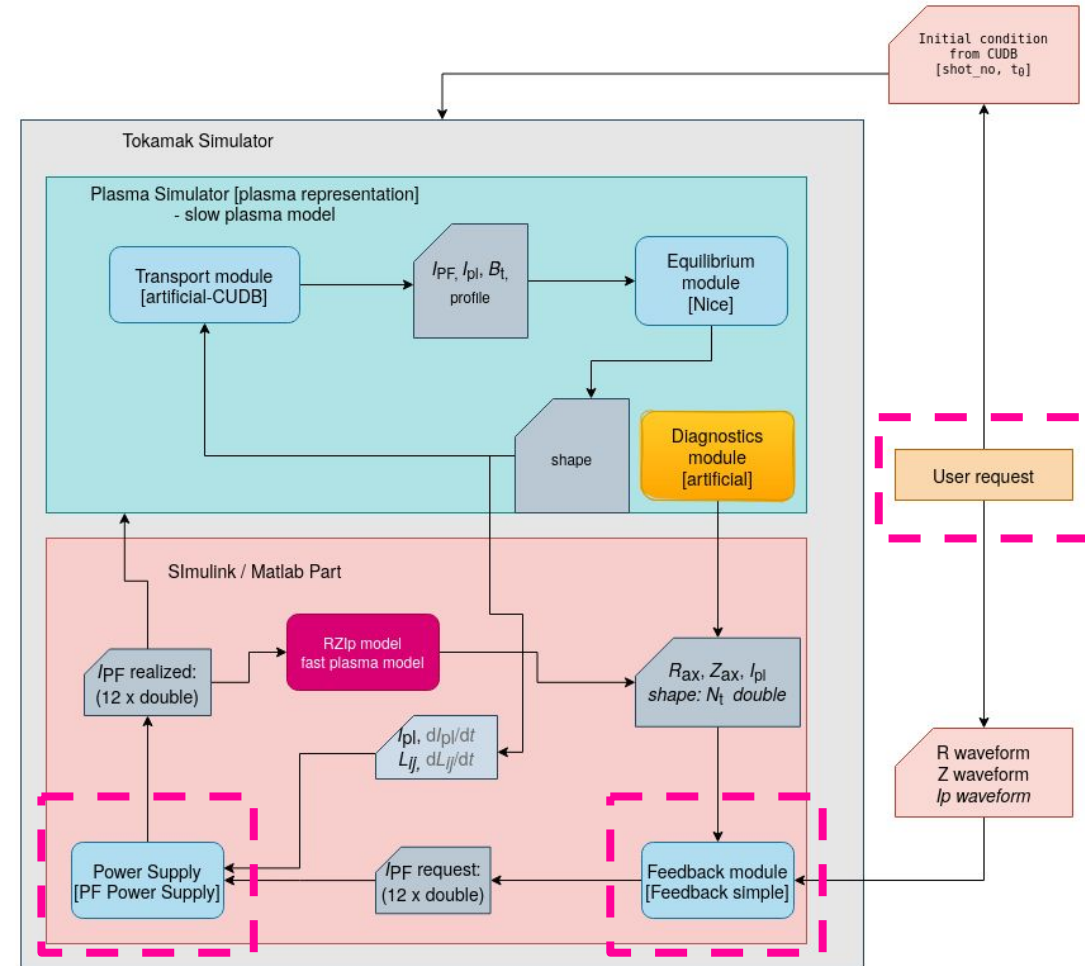 Initial condition
from CUDB
[shot_no, t₀]
Tokamak Simulator
Plasma Simulator [plasma representation]
- slow plasma model
Transport module
[artificial-CUDB]
IPF, Ipl, Bt,
profile
Equilibrium
module
[Nice]
shape
Diagnostics
module
[artificial]
User request
SImulink / Matlab Part
IPF realized:
(12 x double)
RZIp model
fast plasma model
Rax, Zax, Ipl
shape: Nt double
Ipl, dIpl/dt
Lij, dLij/dt
R waveform
Z waveform
Ip waveform
Power Supply
[PF Power Supply]
IPF request:
(12 x double)
Feedback module
[Feedback simple]